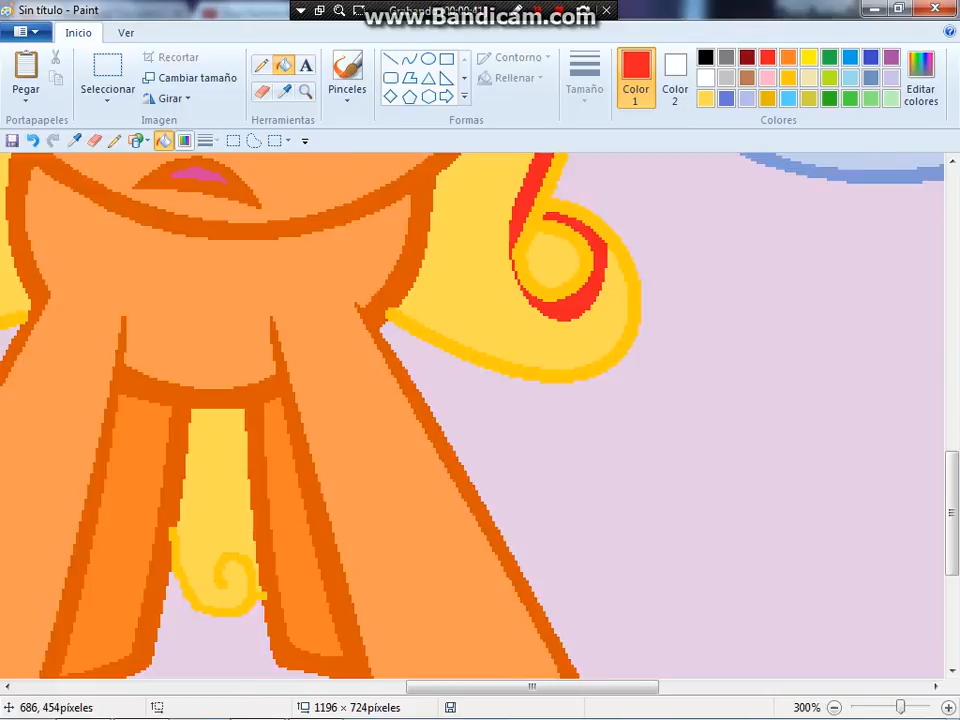 Sin título - Paint
www.Bandicam.com
Inicio
Ver
Pegar
Portapapeles
Seleccionar
Recortar
Cambiar tamaño
Girar
Imagen
A
Herramientas
Pinceles
Contorno
Rellenar
Formas
Tamaño
Color 1
Color 2
Editar colores
Colores
686, 454píxeles
1196 × 724píxeles
300%